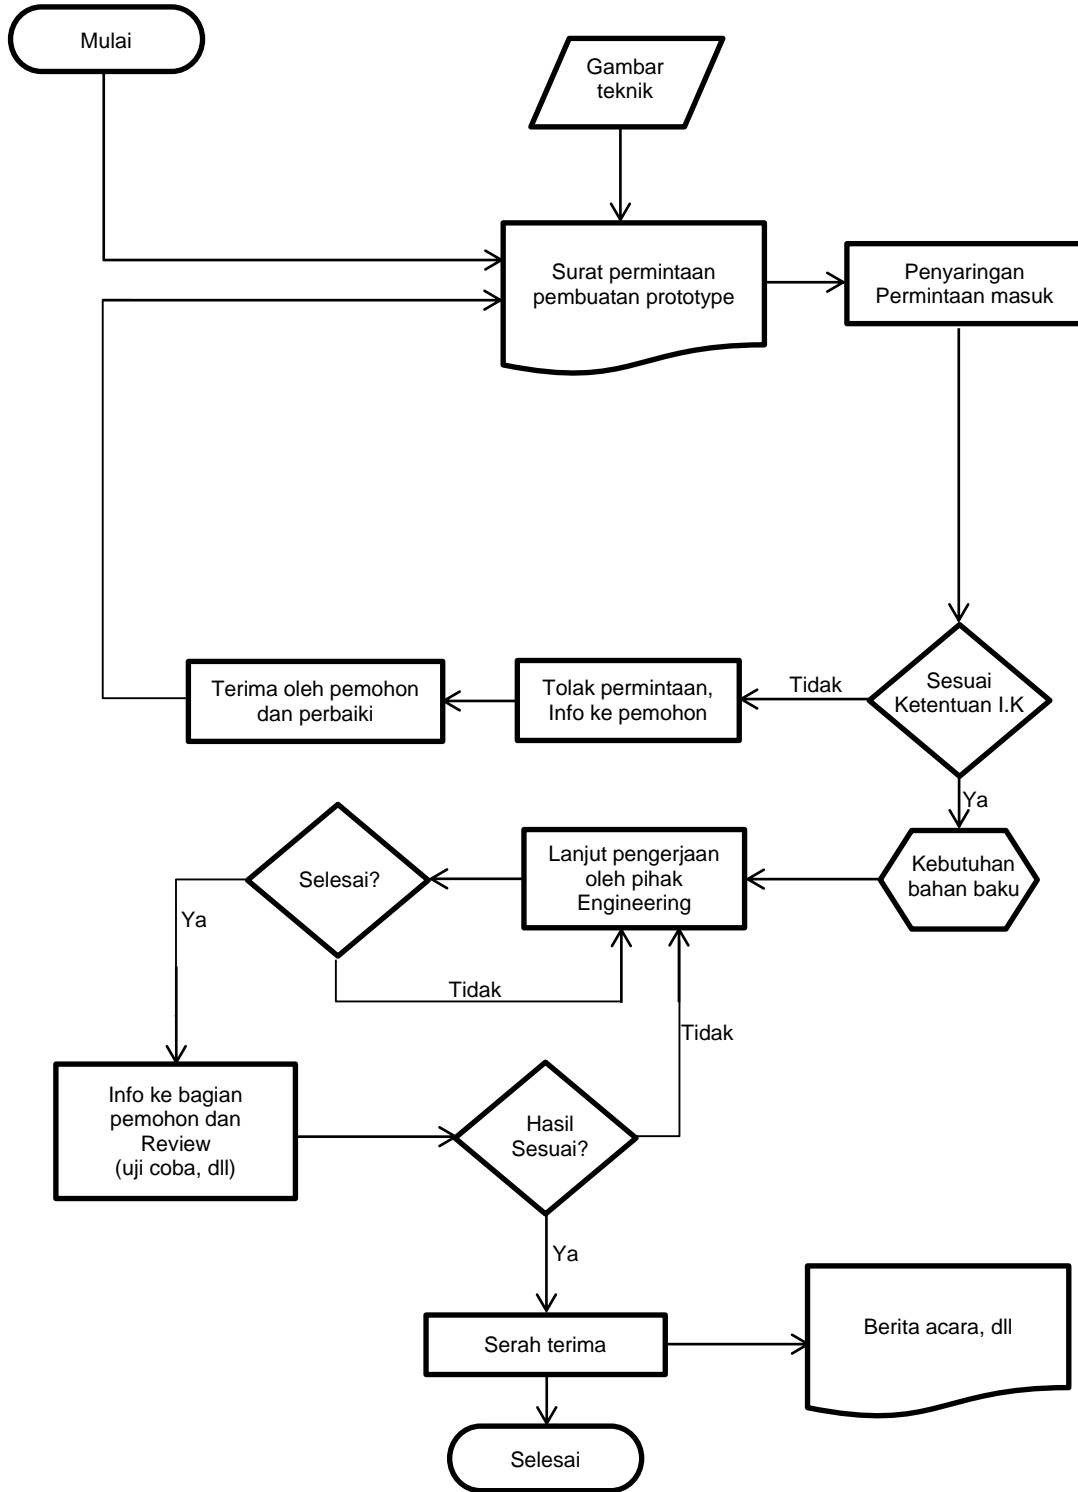 Mulai
Gambar
teknik
Surat permintaan
pembuatan prototype
Penyaringan
Permintaan masuk
Sesuai
Ketentuan I.K
Tidak
Tolak permintaan,
Info ke pemohon
Terima oleh pemohon
dan perbaiki
Ya
Kebutuhan
bahan baku
Lanjut pengerjaan
oleh pihak
Engineering
Selesai?
Ya
Tidak
Tidak
Info ke bagian
pemohon dan
Review
(uji coba, dll)
Hasil
Sesuai?
Ya
Serah terima
Berita acara, dll
Selesai